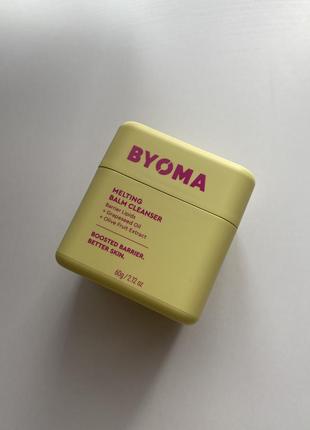 BYOMA
MELTING
BALM CLEANSER
Barrier Lipids
+ Grapeseed Oil
+ Olive Fruit Extract
BOOSTED BARRIER.
BETTER SKIN.
60g / 2.12 oz